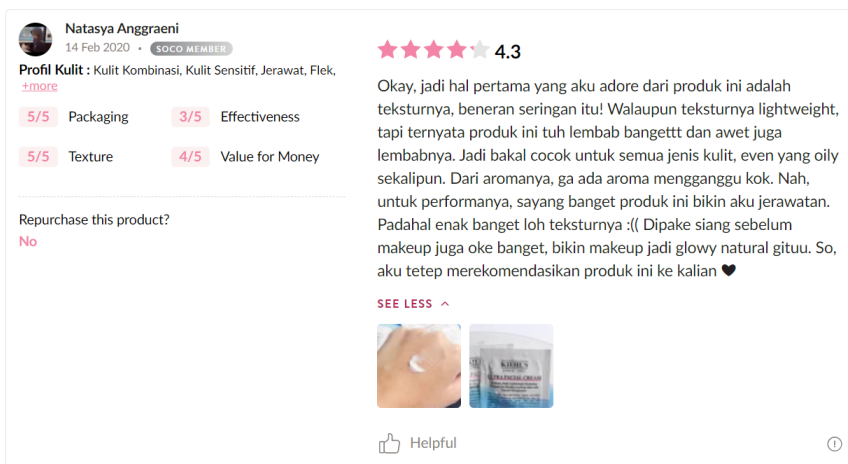 Natasya Anggraeni
14 Feb 2020 • SOCO MEMBER
Profil Kulit : Kulit Kombinasi, Kulit Sensitif, Jerawat, Flek,
+more
5/5 Packaging 3/5 Effectiveness
5/5 Texture 4/5 Value for Money
Repurchase this product?
No
4.3
Okay, jadi hal pertama yang aku adore dari produk ini adalah
teksturnya, beneran seringan itu! Walaupun teksturnya lightweight,
tapi ternyata produk ini tuh lembab bangettt dan awet juga
lembabnya. Jadi bakal cocok untuk semua jenis kulit, even yang oily
sekalipun. Dari aromanya, ga ada aroma mengganggu kok. Nah,
untuk performanya, sayang banget produk ini bikin aku jerawatan.
Padahal enak banget loh teksturnya :(( Dipake siang sebelum
makeup juga oke banget, bikin makeup jadi glowy natural gituu. So,
aku tetep merekomendasikan produk ini ke kalian 🖤
SEE LESS
KIEHL'S
ULTRA FACIAL CREAM
Helpful